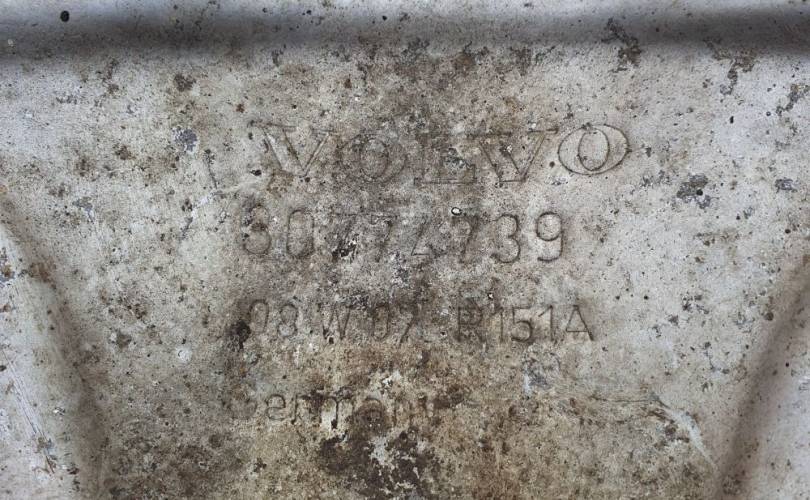 VOLVO
30774739
08 W 07 R151A
Germany